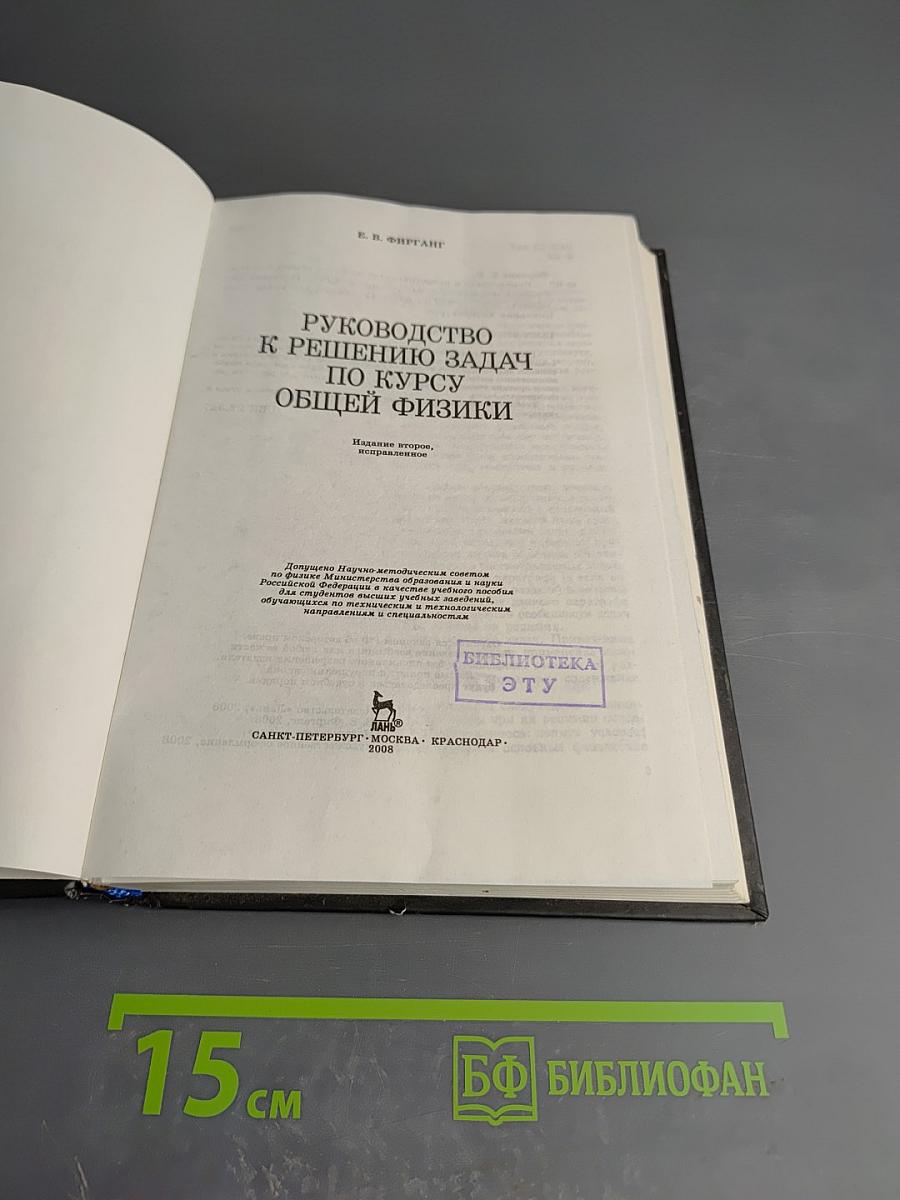 Е. В. ФИРГАНГ
РУКОВОДСТВО
К РЕШЕНИЮ ЗАДАЧ
ПО КУРСУ
ОБЩЕЙ ФИЗИКИ
Издание второе,
исправленное
Допущено Научно-методическим советом
по физике Министерства образования и науки
Российской Федерации в качестве учебного пособия
для студентов высших учебных заведений,
обучающихся по техническим и технологическим
направлениям и специальностям
БИБЛИОТЕКА
ЭТУ
ЛАНЬ®
САНКТ-ПЕТЕРБУРГ · МОСКВА · КРАСНОДАР ·
2008
15 см
БФ БИБЛИОФАН